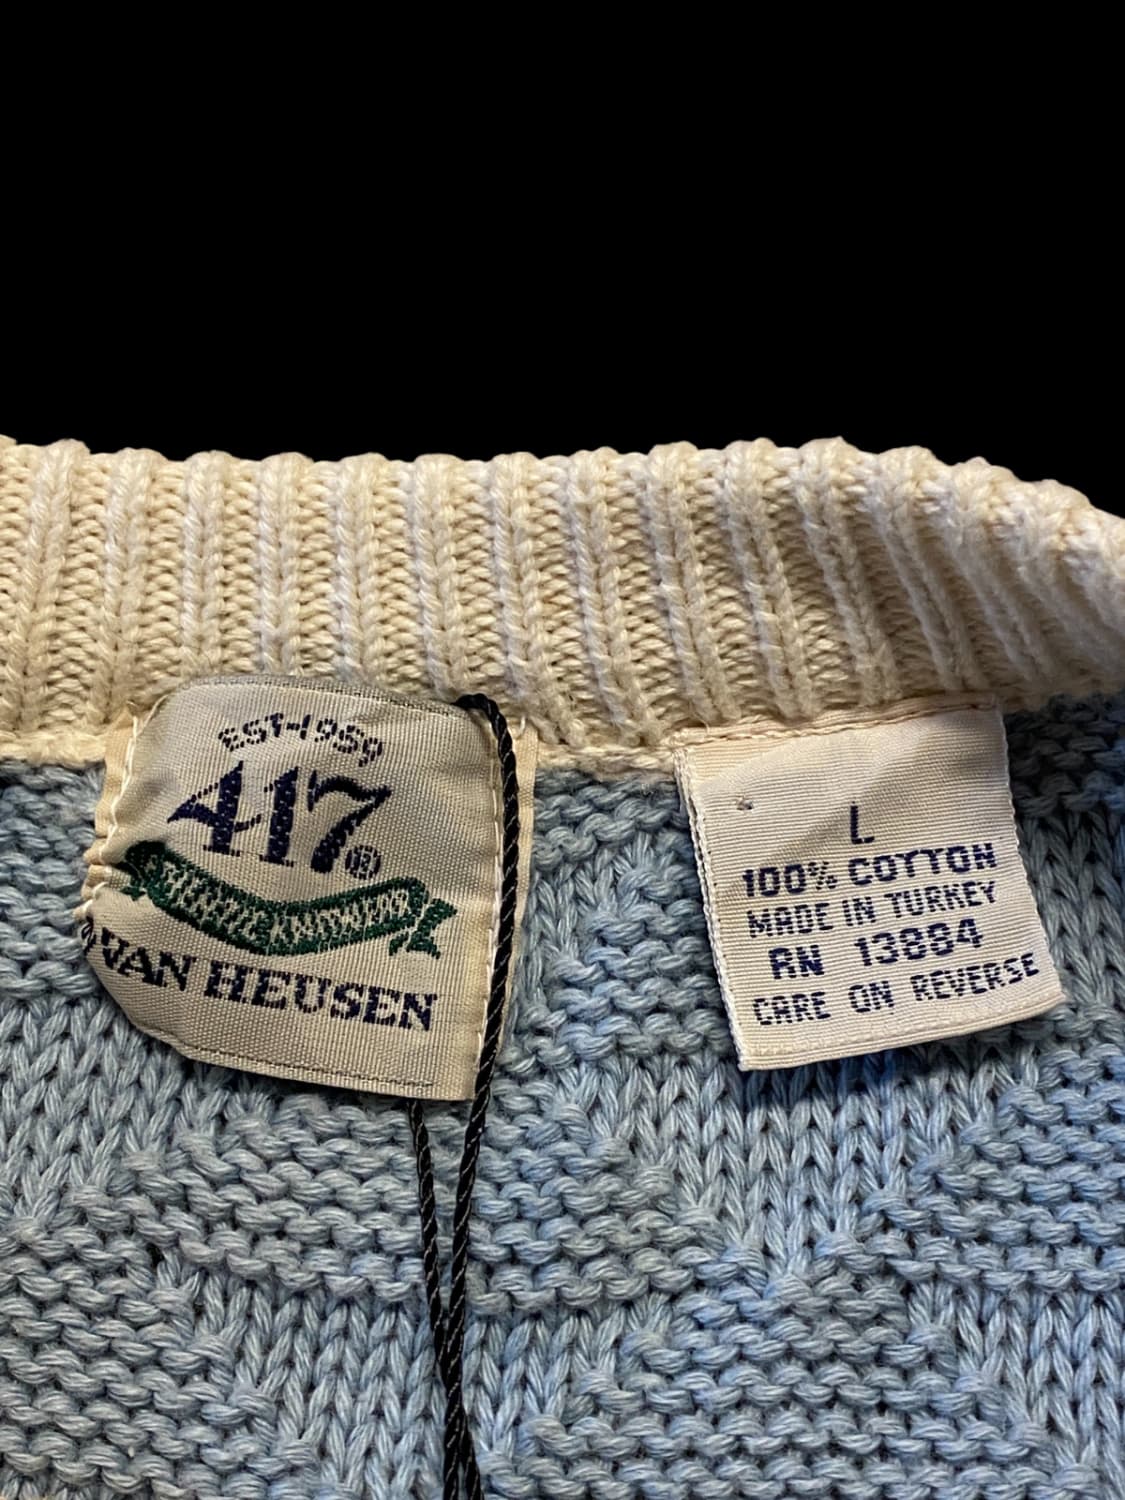 EST-1959
417®
VAN HEUSEN
L
100% COTTON
MADE IN TURKEY
RN 13884
CARE ON REVERSE